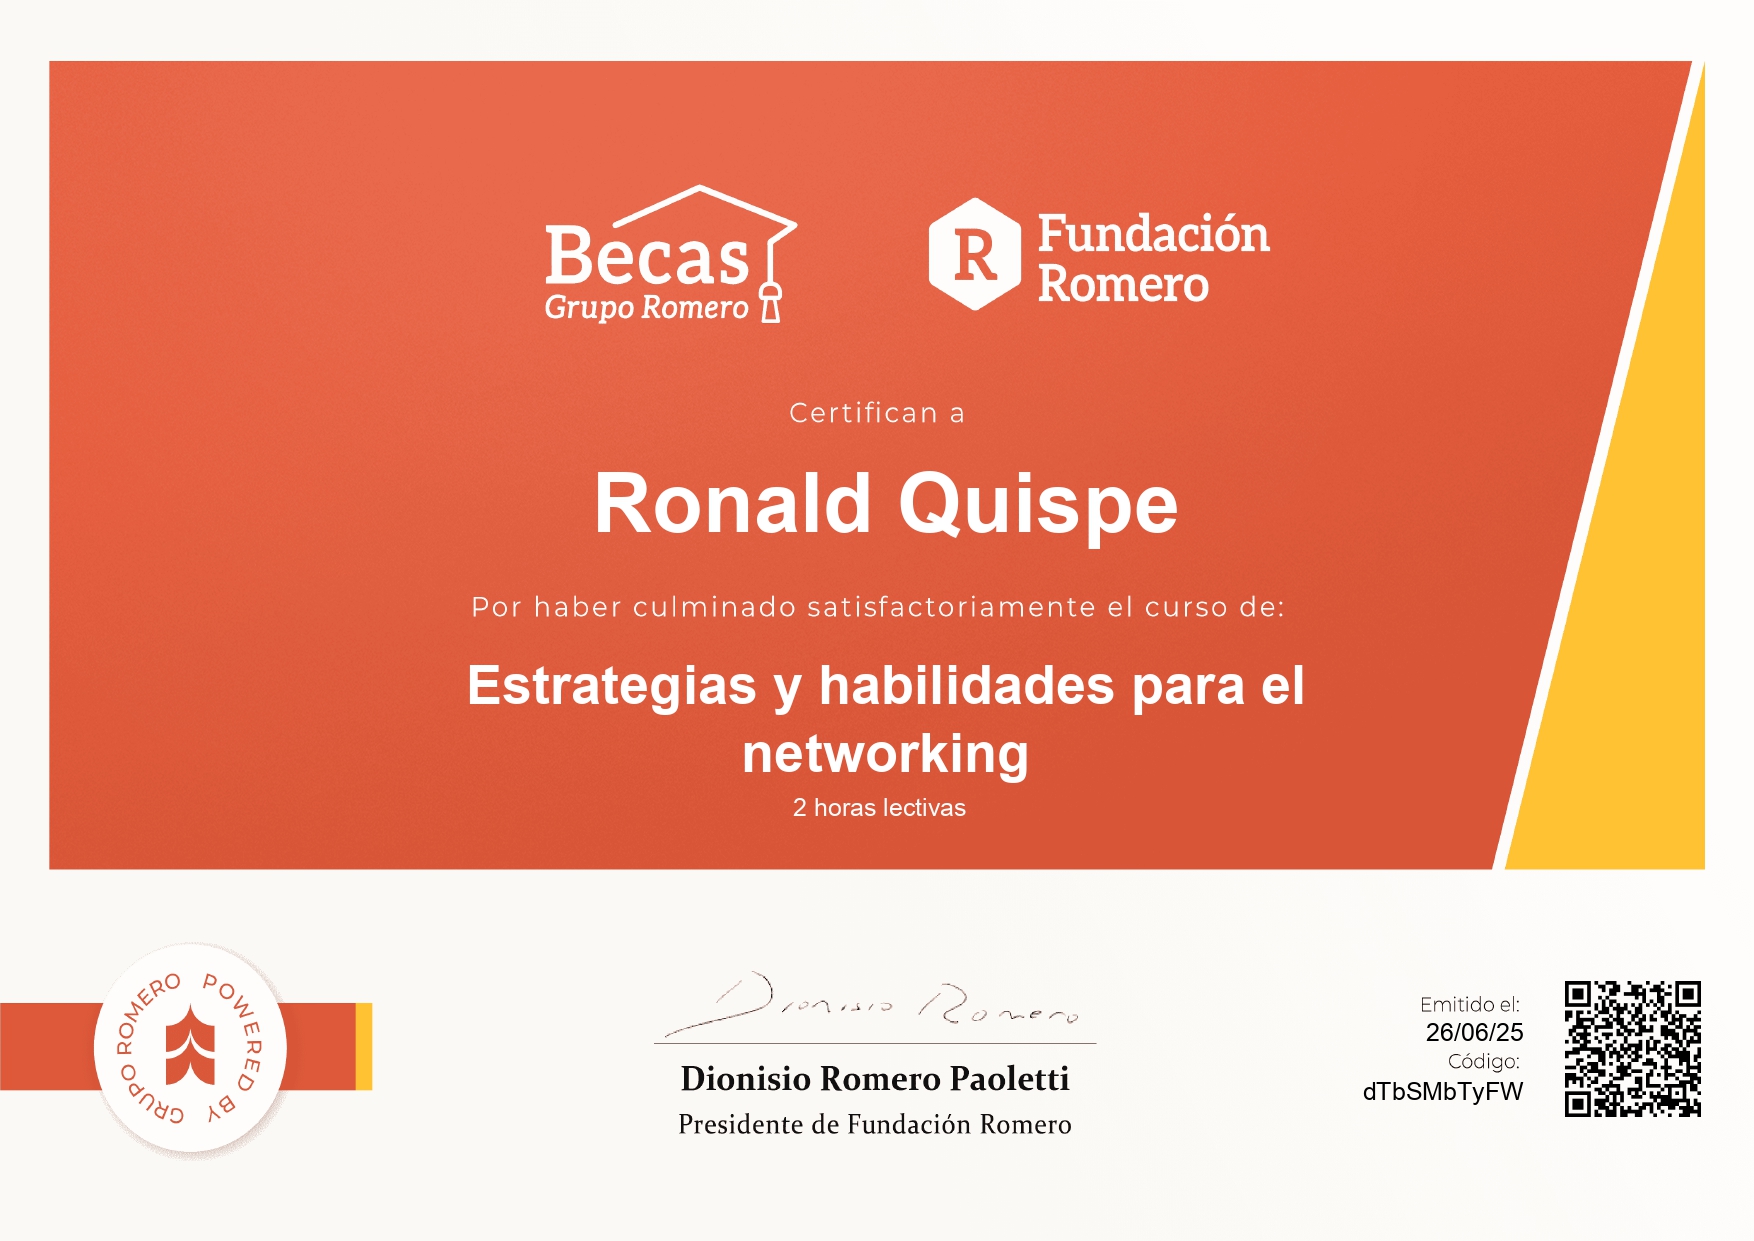 Becas
Grupo Romero
R
Fundación
Romero
Certifican a
Ronald Quispe
Por haber culminado satisfactoriamente el curso de:
Estrategias y habilidades para el
networking
2 horas lectivas
POWERED BY GRUPO ROMERO
Dionisio Romero
Dionisio Romero Paoletti
Presidente de Fundación Romero
Emitido el:
26/06/25
Código:
dTbSMbTyFW